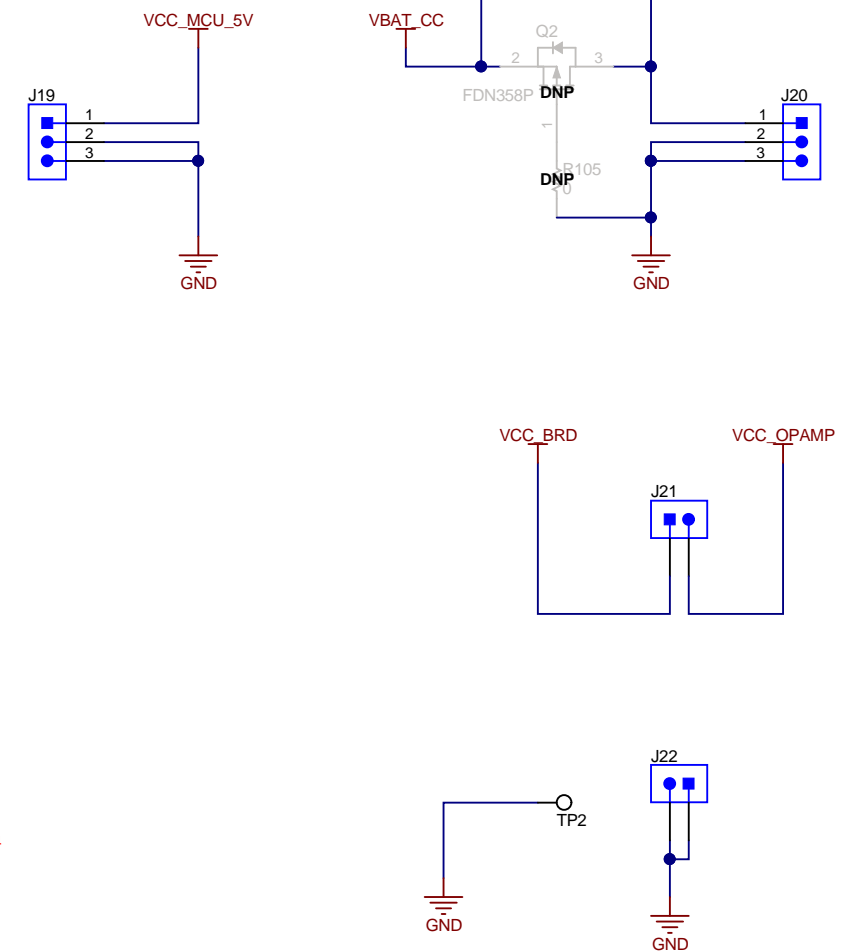 VCC_MCU_5V
VBAT_CC
Q2
2
3
FDN358P
DNP
1
J19
1
2
3
J20
1
2
3
R105
DNP
0
GND
GND
VCC_BRD
VCC_OPAMP
J21
J22
TP2
GND
GND